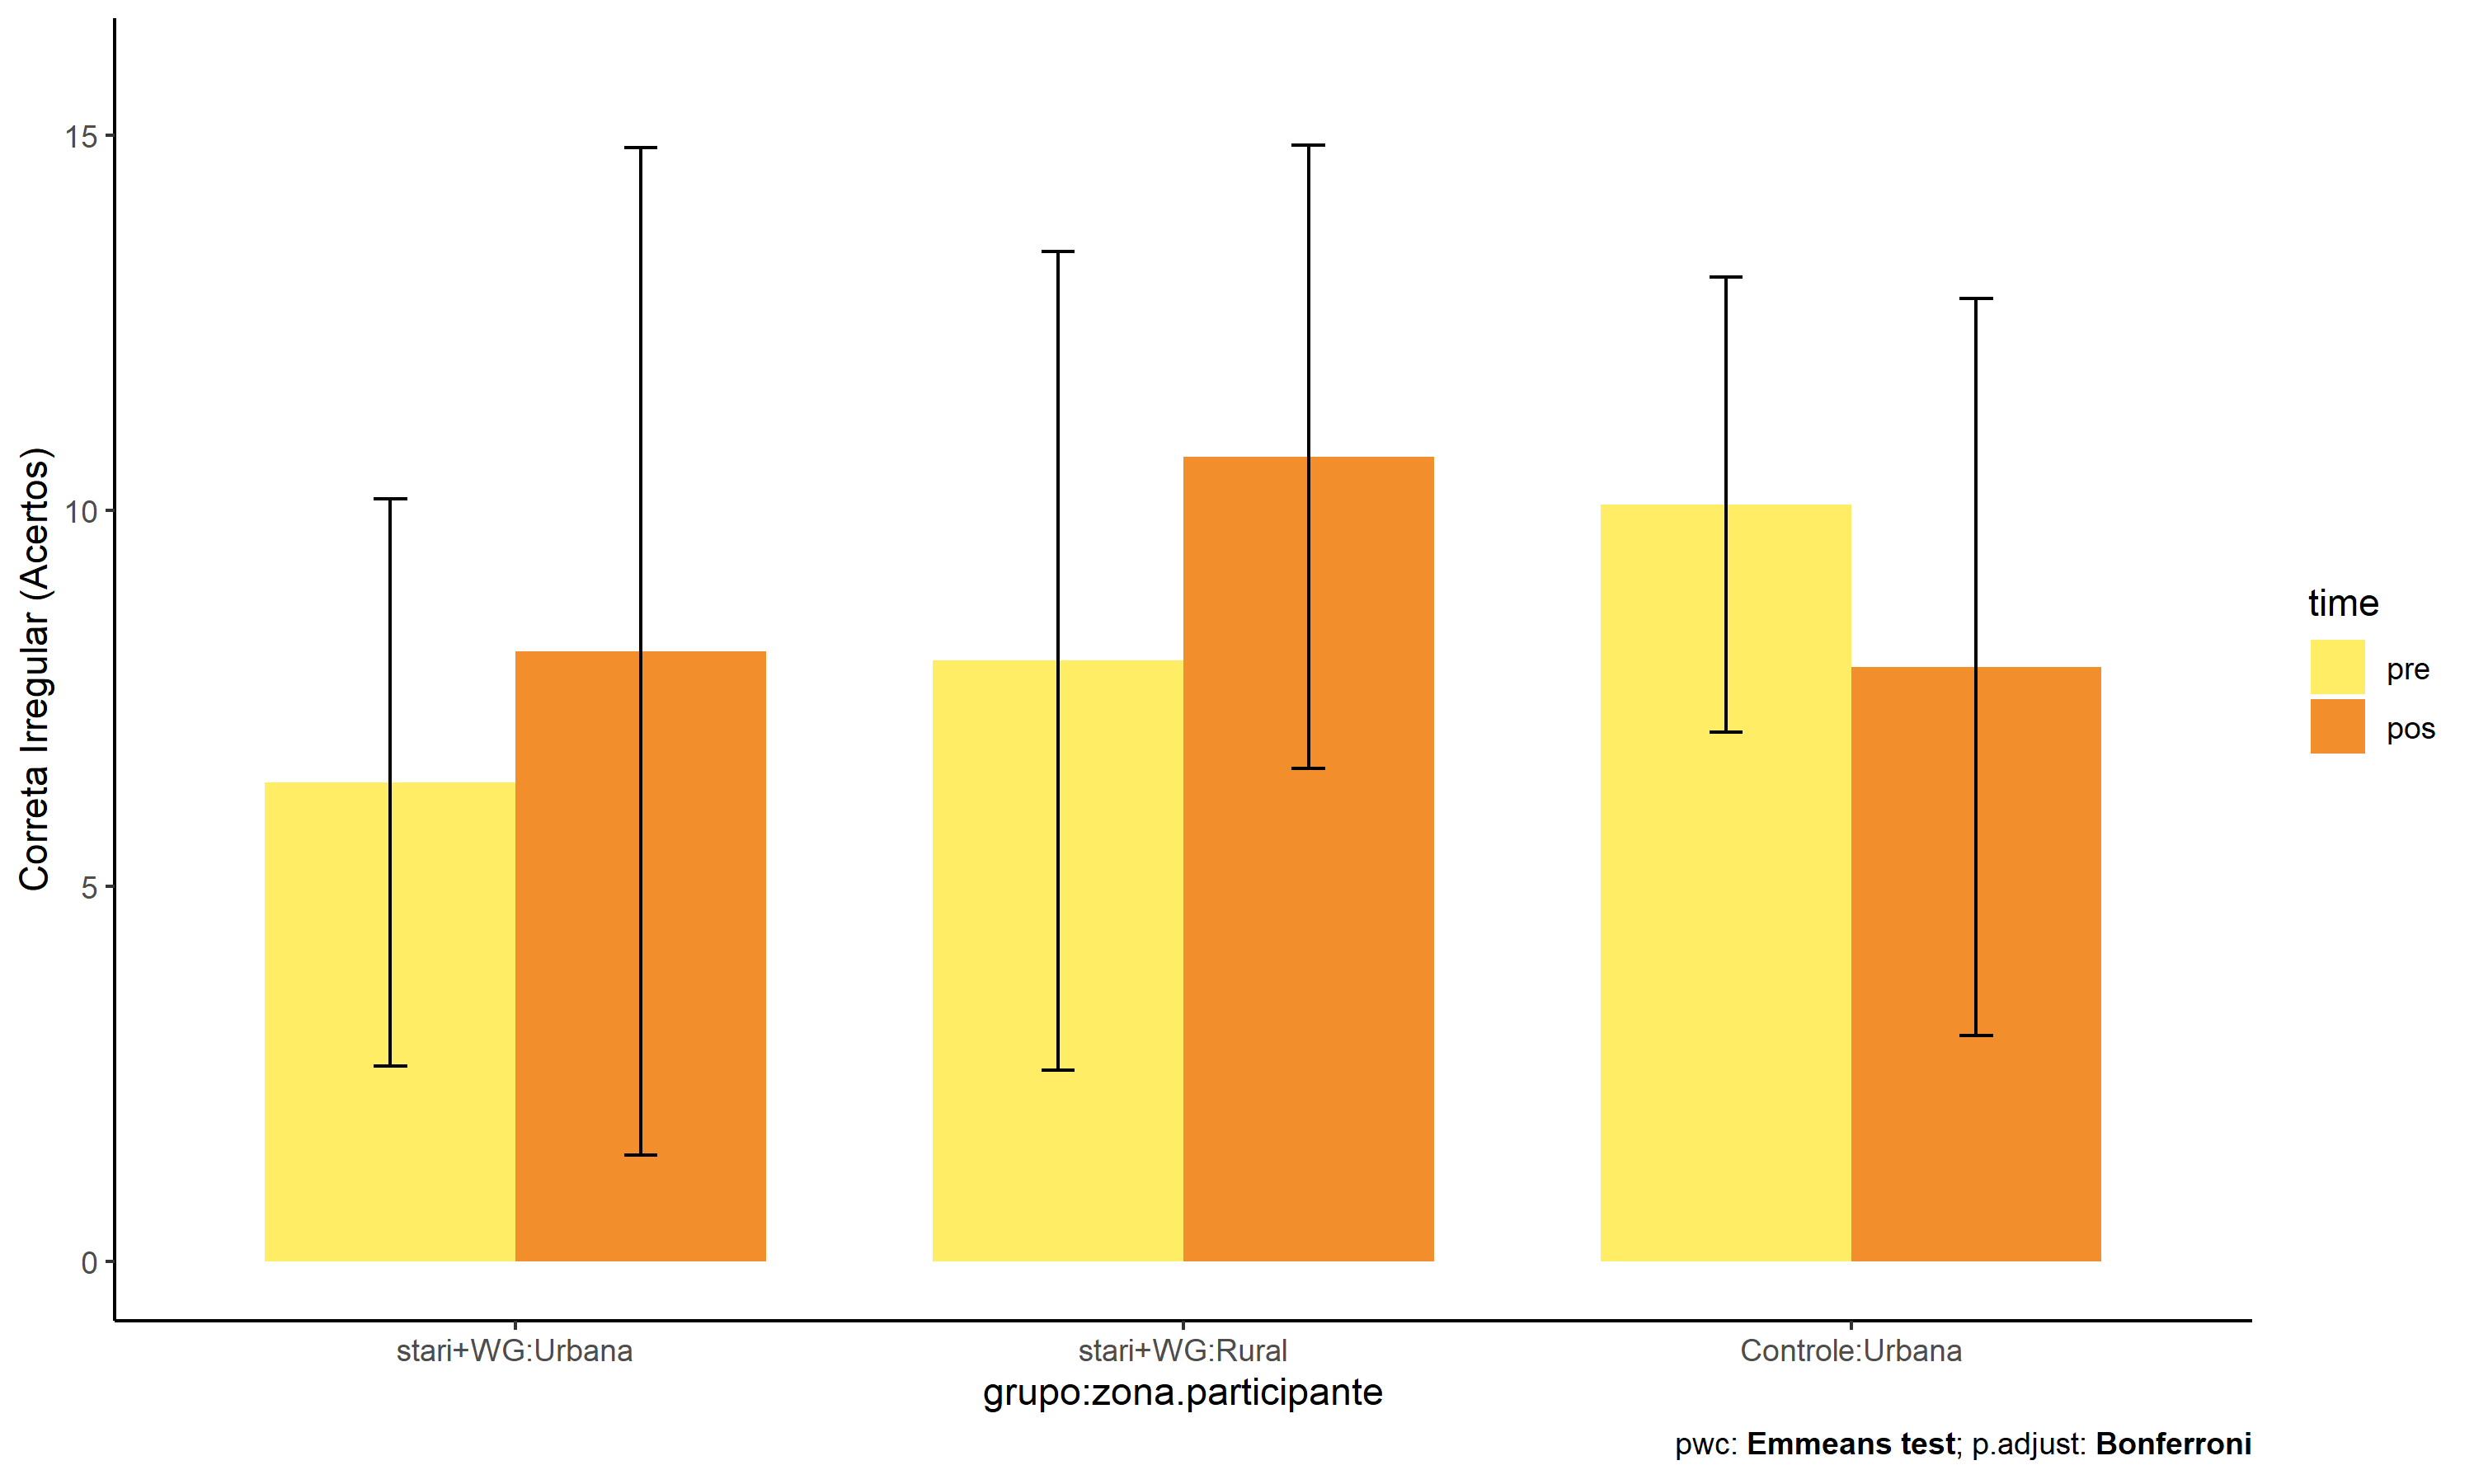 Correta Irregular (Acertos)
15
10
5
0
stari+WG:Urbana
stari+WG:Rural
Controle:Urbana
grupo:zona.participante
time
pre
pos
pwc: Emmeans test; p.adjust: Bonferroni